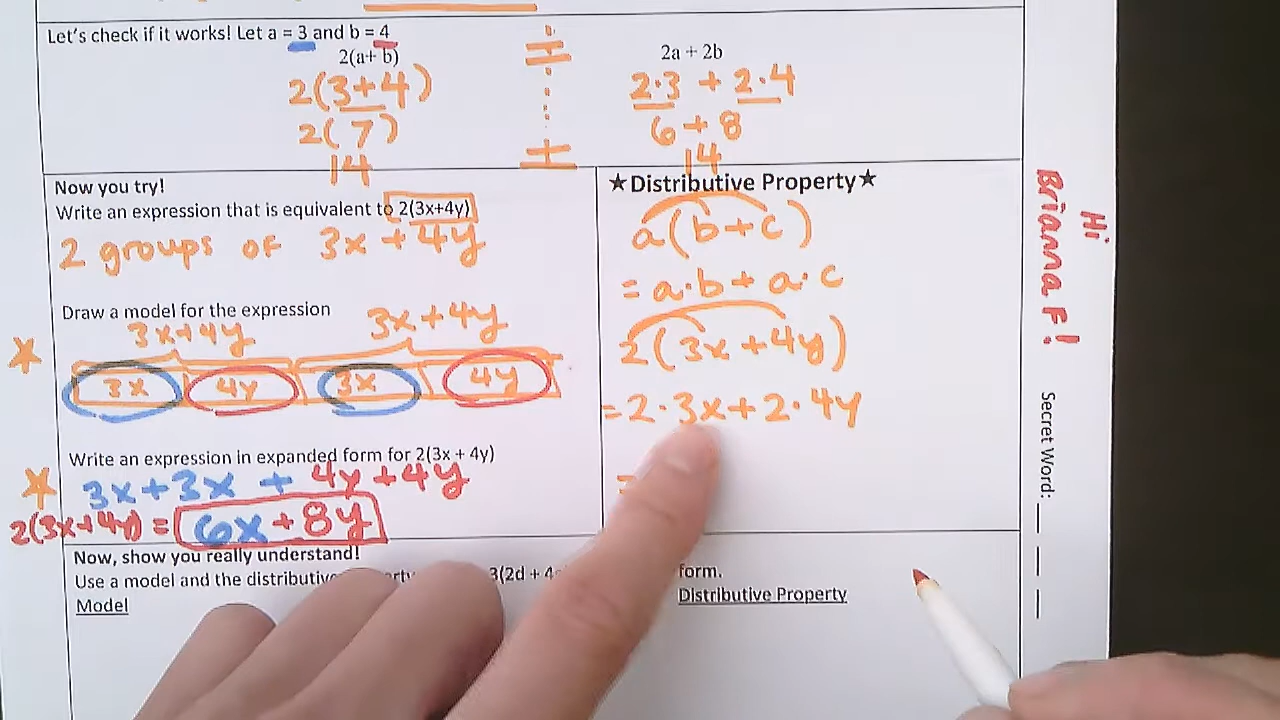 Let's check if it works! Let a = 3 and b = 4
2(a+ b)
2(3+4)
2(7)
14
=
=
2a + 2b
2·3 + 2·4
6+8
14
Now you try!
Write an expression that is equivalent to 2(3x+4y)
2 groups of 3x+4y
Draw a model for the expression
3x+4y 3x+4y
3x 4y 3x 4y
Write an expression in expanded form for 2(3x + 4y)
3x+3x + 4y+4y
2(3x+4y) = 6x+8y
★Distributive Property★
a(b+c)
= a·b+a·c
2(3x+4y)
=2·3x+2·4y
=
Now, show you really understand!
Use a model and the distributive 3(2d + 4 form.
Model
Distributive Property
Hi
Brianna F!
Secret Word: _ _ _ _